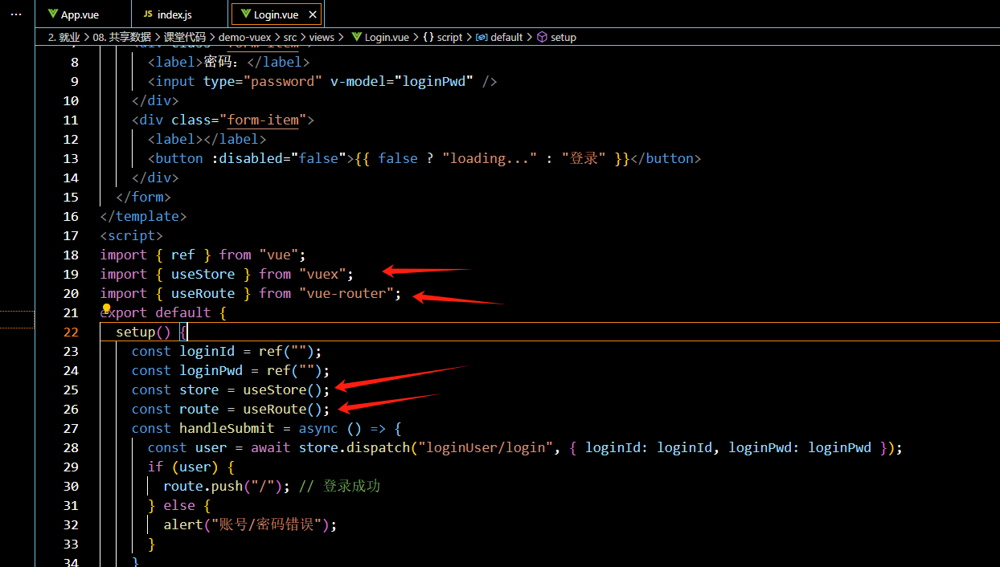 ...
App.vue
JS index.js
Login.vue ✕
2. 就业 > 08. 共享数据 > 课堂代码 > demo-vuex > src > views > Login.vue > {} script > default > setup
8 <label>密码：</label>
9 <input type="password" v-model="loginPwd" />
10 </div>
11 <div class="form-item">
12 <label></label>
13 <button :disabled="false">{{ false ? "loading..." : "登录" }}</button>
14 </div>
15 </form>
16 </template>
17 <script>
18 import { ref } from "vue";
19 import { useStore } from "vuex";
20 import { useRoute } from "vue-router";
21 export default {
22 setup() {
23 const loginId = ref("");
24 const loginPwd = ref("");
25 const store = useStore();
26 const route = useRoute();
27 const handleSubmit = async () => {
28 const user = await store.dispatch("loginUser/login", { loginId: loginId, loginPwd: loginPwd });
29 if (user) {
30 route.push("/"); // 登录成功
31 } else {
32 alert("账号/密码错误");
33 }
34 }